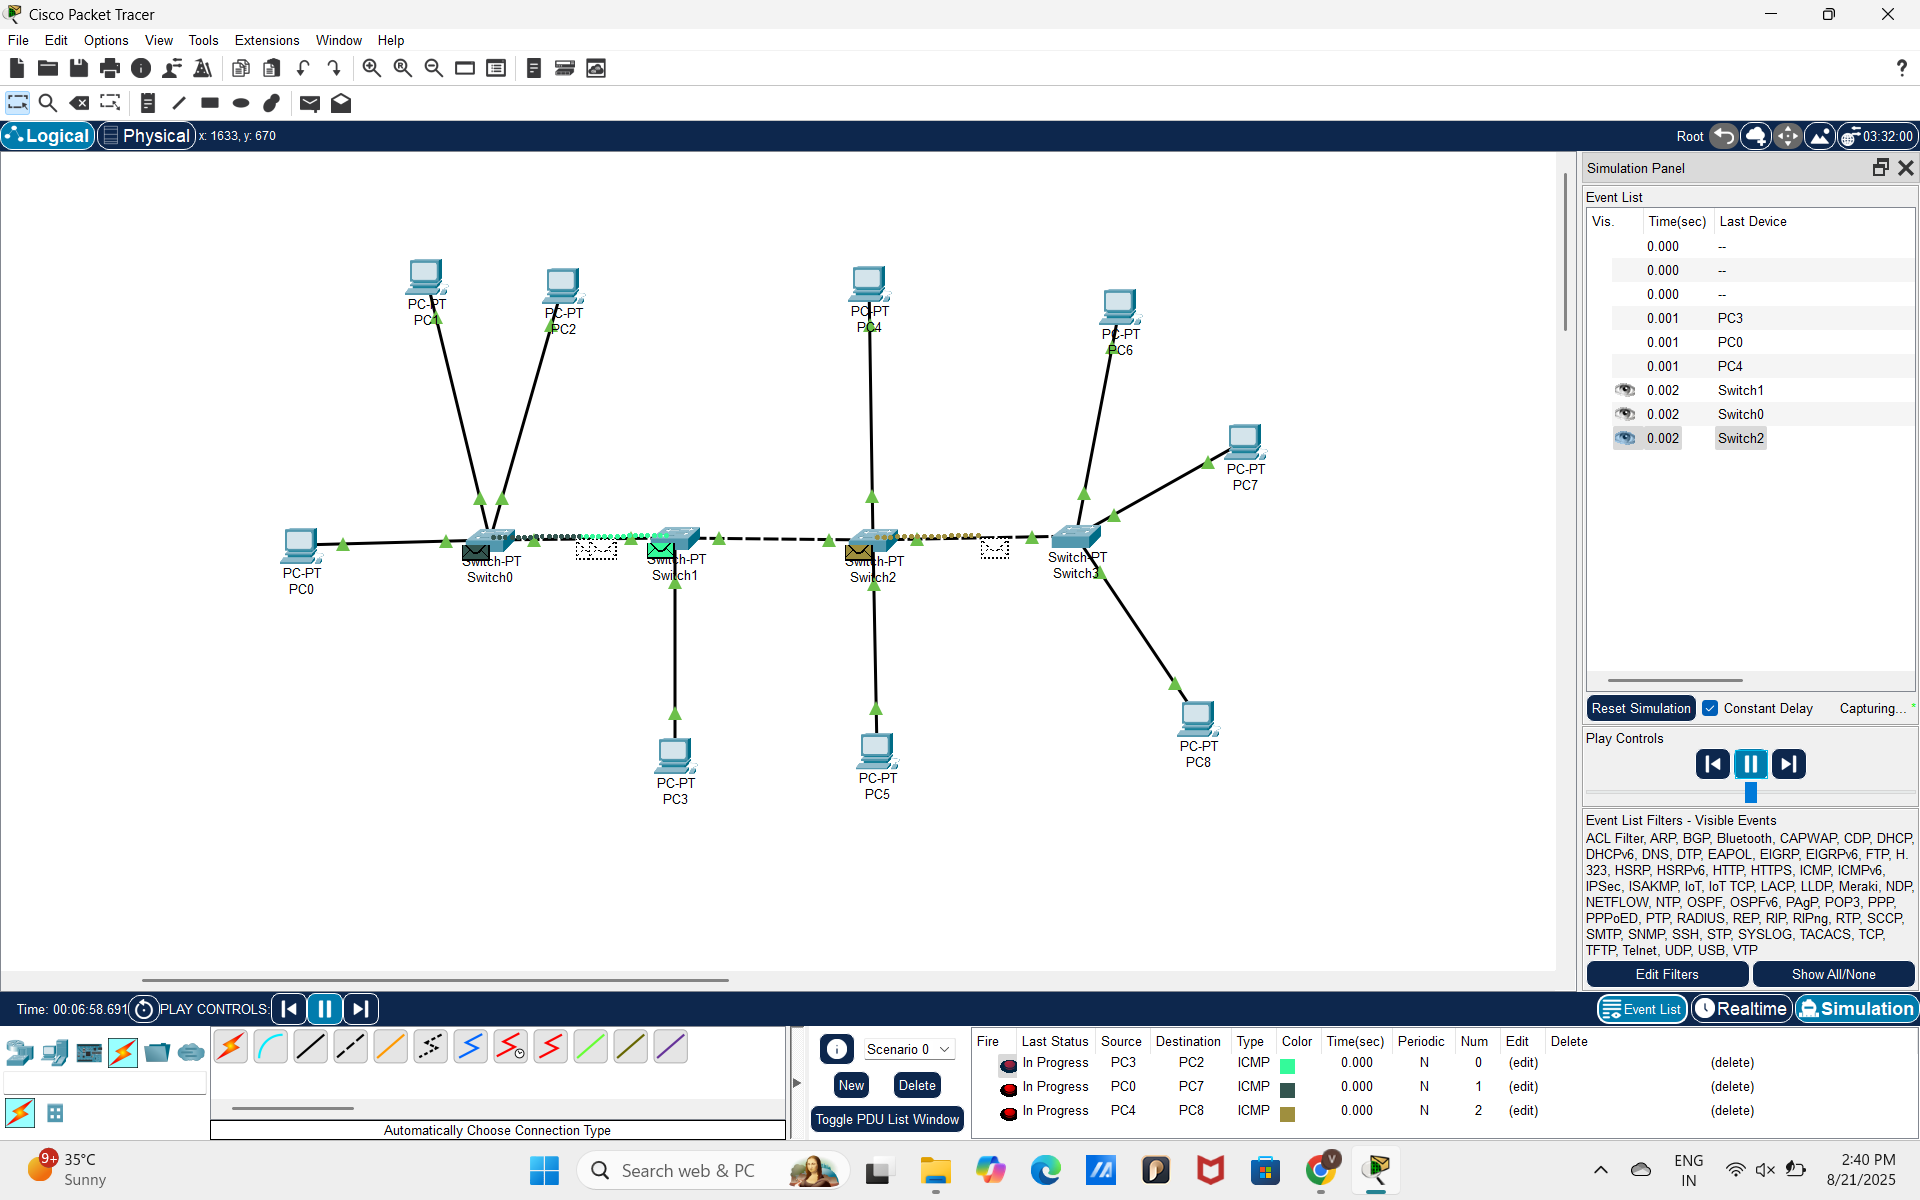 Cisco Packet Tracer
File Edit Options View Tools Extensions Window Help
?
Logical Physical x: 1633, y: 670 Root 03:32:00
PC-PT
PC1
PC-PT
PC2
PC-PT
PC4
PC-PT
PC6
PC-PT
PC7
PC-PT
PC0
Switch-PT
Switch0
Switch-PT
Switch1
Switch-PT
Switch2
Switch-PT
Switch3
PC-PT
PC3
PC-PT
PC5
PC-PT
PC8
Simulation Panel
Event List
Vis. Time(sec) Last Device
0.000 --
0.000 --
0.000 --
0.001 PC3
0.001 PC0
0.001 PC4
0.002 Switch1
0.002 Switch0
0.002 Switch2
Reset Simulation Constant Delay Capturing...
Play Controls
Event List Filters - Visible Events
ACL Filter, ARP, BGP, Bluetooth, CAPWAP, CDP, DHCP,
DHCPv6, DNS, DTP, EAPOL, EIGRP, EIGRPv6, FTP, H.
323, HSRP, HSRPv6, HTTP, HTTPS, ICMP, ICMPv6,
IPSec, ISAKMP, IoT, IoT TCP, LACP, LLDP, Meraki, NDP,
NETFLOW, NTP, OSPF, OSPFv6, PAgP, POP3, PPP,
PPPoED, PTP, RADIUS, REP, RIP, RIPng, RTP, SCCP,
SMTP, SNMP, SSH, STP, SYSLOG, TACACS, TCP,
TFTP, Telnet, UDP, USB, VTP
Edit Filters Show All/None
Time: 00:06:58.691 PLAY CONTROLS: Event List Realtime Simulation
Automatically Choose Connection Type
Scenario 0
New Delete
Toggle PDU List Window
Fire Last Status Source Destination Type Color Time(sec) Periodic Num Edit Delete
In Progress PC3 PC2 ICMP 0.000 N 0 (edit) (delete)
In Progress PC0 PC7 ICMP 0.000 N 1 (edit) (delete)
In Progress PC4 PC8 ICMP 0.000 N 2 (edit) (delete)
9+ 35°C
Sunny
Search web & PC
V
ENG
IN
2:40 PM
8/21/2025